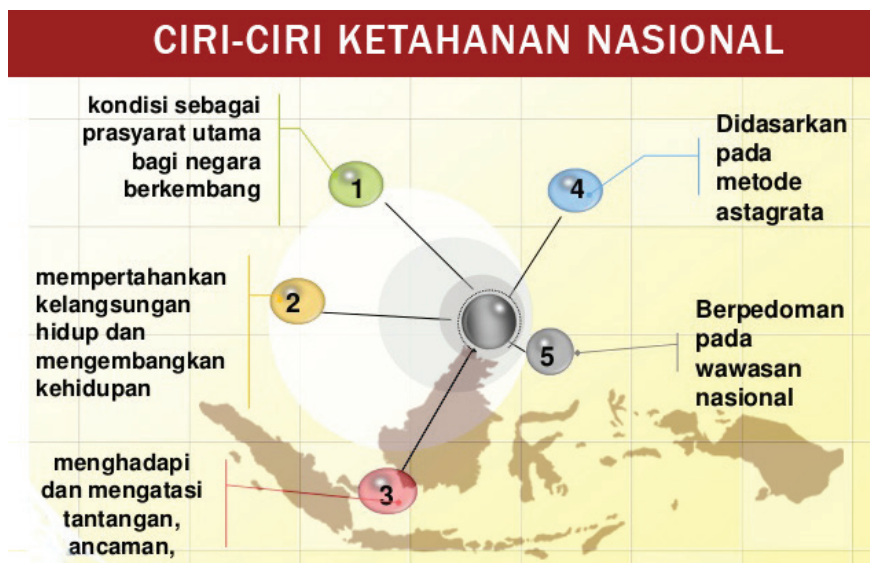 CIRI-CIRI KETAHANAN NASIONAL
kondisi sebagai
prasyarat utama
bagi negara
berkembang
1
mempertahankan
kelangsungan
hidup dan
mengembangkan
kehidupan
2
menghadapi
dan mengatasi
tantangan,
ancaman,
3
4
Didasarkan
pada
metode
astagrata
5
Berpedoman
pada
wawasan
nasional